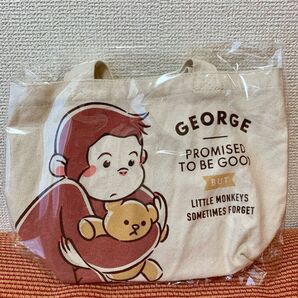 GEORGE
PROMISED
TO BE GOOD
BUT
LITTLE MONKEYS
SOMETIMES FORGET